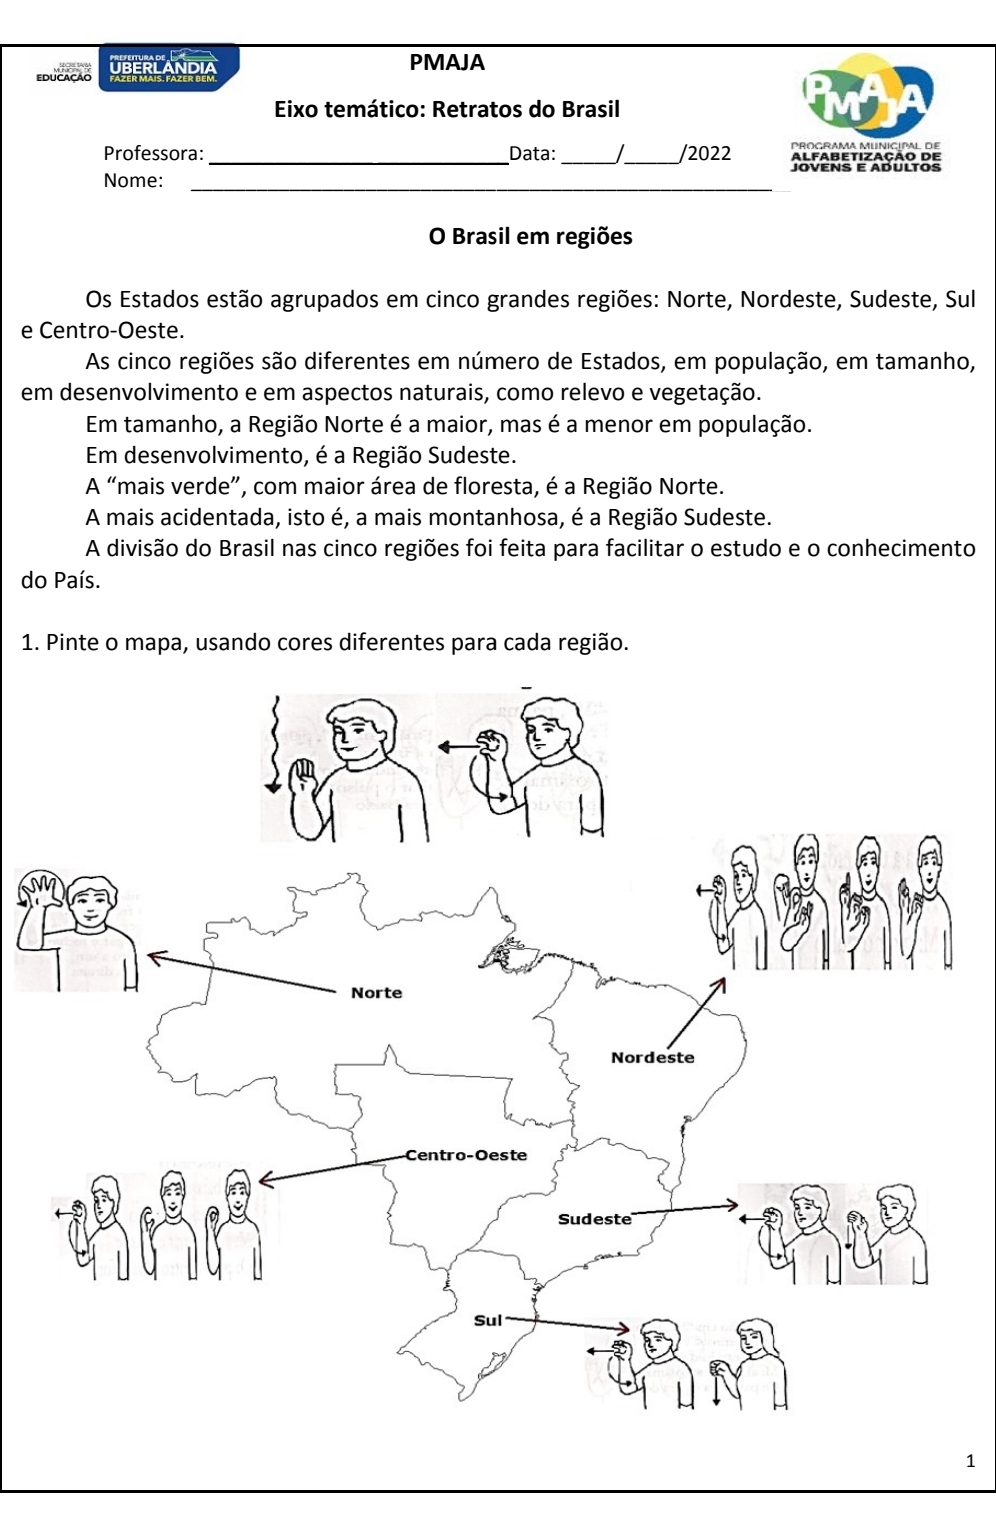 SECRETARIA
MUNICIPAL DE
EDUCAÇÃO
PREFEITURA DE
UBERLÂNDIA
FAZER MAIS. FAZER BEM.
PMAJA
Eixo temático: Retratos do Brasil
PMAJA
PROGRAMA MUNICIPAL DE
ALFABETIZAÇÃO DE
JOVENS E ADULTOS
Professora: ______________________________Data: _____/_____/2022
Nome: __________________________________________________________
O Brasil em regiões
Os Estados estão agrupados em cinco grandes regiões: Norte, Nordeste, Sudeste, Sul
e Centro-Oeste.
As cinco regiões são diferentes em número de Estados, em população, em tamanho,
em desenvolvimento e em aspectos naturais, como relevo e vegetação.
Em tamanho, a Região Norte é a maior, mas é a menor em população.
Em desenvolvimento, é a Região Sudeste.
A “mais verde”, com maior área de floresta, é a Região Norte.
A mais acidentada, isto é, a mais montanhosa, é a Região Sudeste.
A divisão do Brasil nas cinco regiões foi feita para facilitar o estudo e o conhecimento
do País.
1. Pinte o mapa, usando cores diferentes para cada região.
Norte
Nordeste
Centro-Oeste
Sudeste
Sul
1